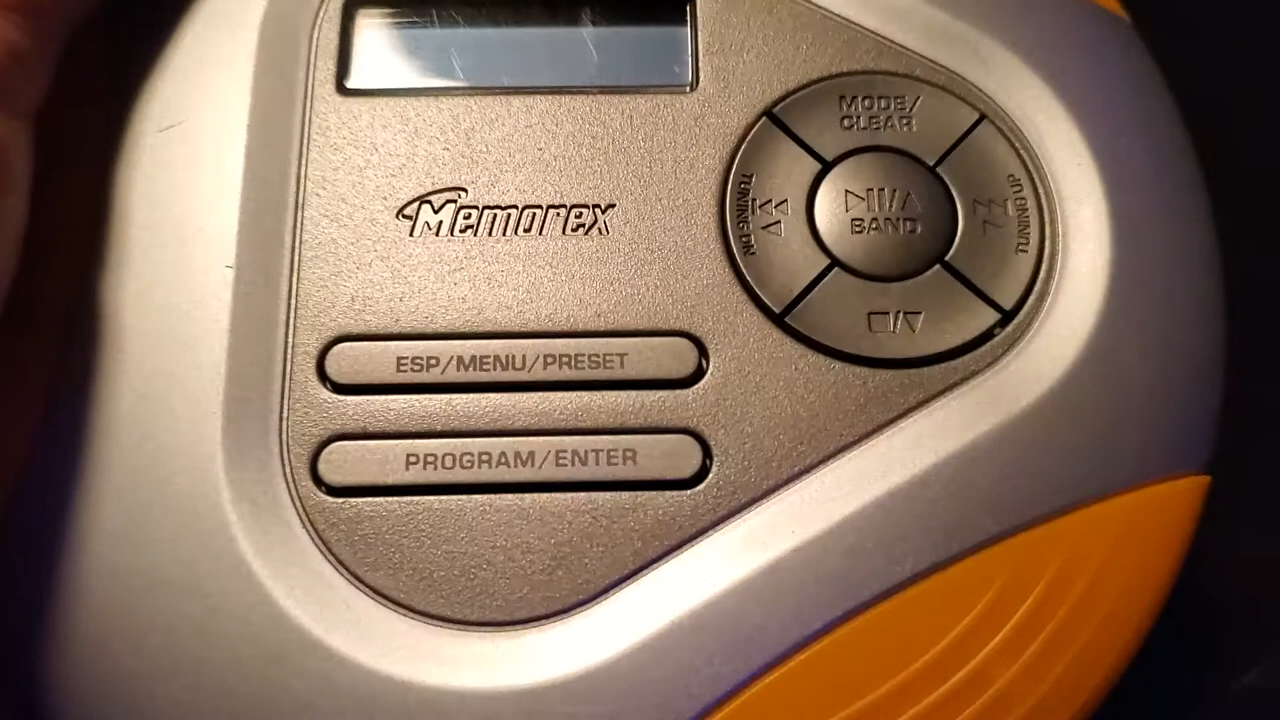 MODE/
CLEAR
TUNING DN
BAND
TUNING UP
Memorex
ESP/MENU/PRESET
PROGRAM/ENTER